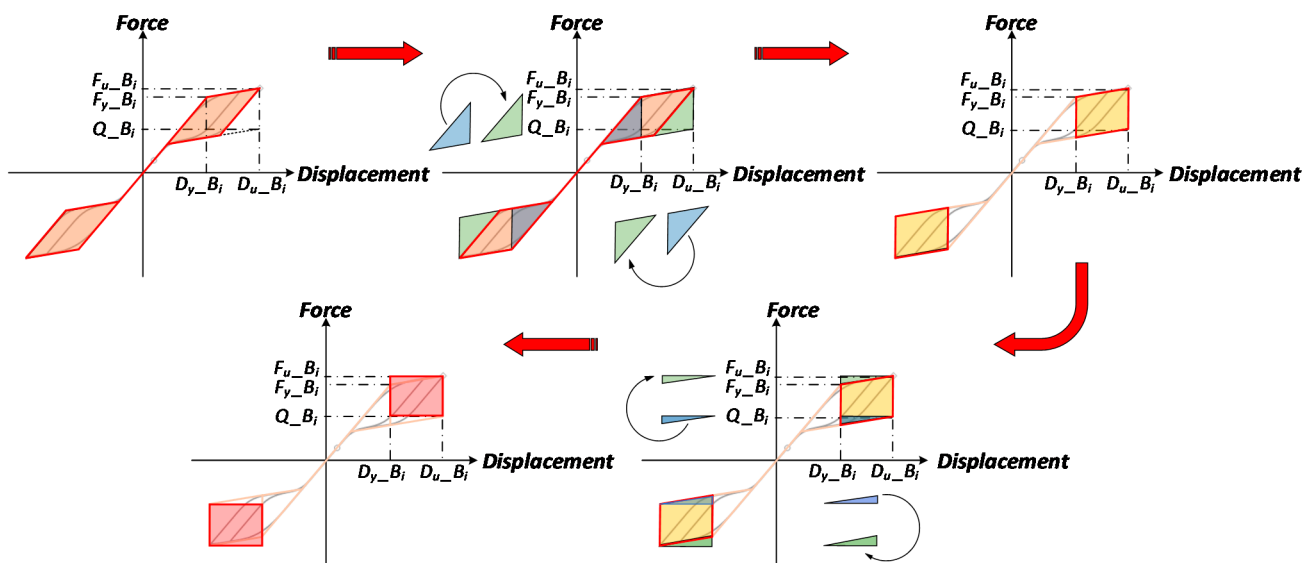 Force
F_u_B_i
F_y_B_i
Q_B_i
D_y_B_i
D_u_B_i
Displacement
Force
F_u_B_i
F_y_B_i
Q_B_i
D_y_B_i
D_u_B_i
Displacement
Force
F_u_B_i
F_y_B_i
Q_B_i
D_y_B_i
D_u_B_i
Displacement
Force
F_u_B_i
F_y_B_i
Q_B_i
D_y_B_i
D_u_B_i
Displacement
Force
F_u_B_i
F_y_B_i
Q_B_i
D_y_B_i
D_u_B_i
Displacement